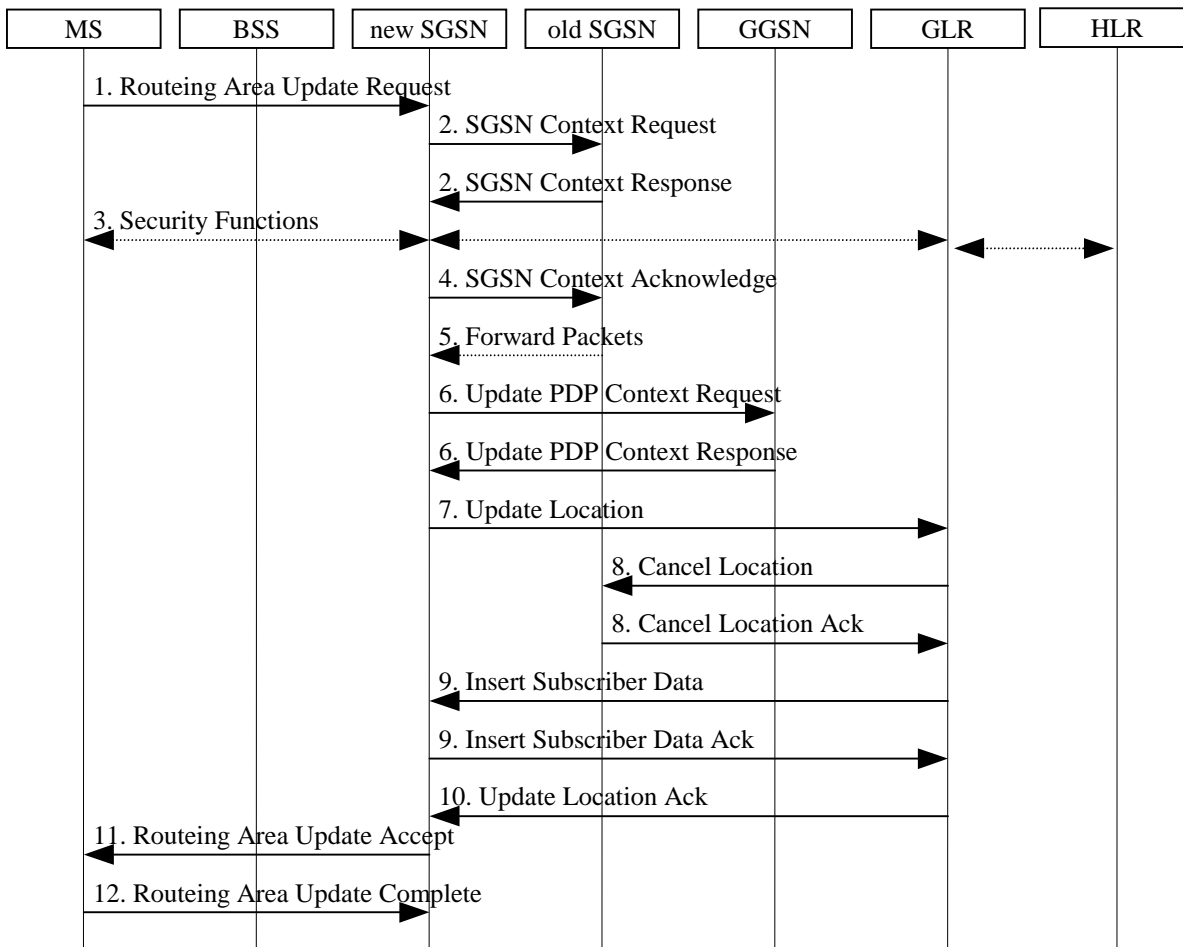 MS BSS new SGSN old SGSN GGSN GLR HLR
1. Routeing Area Update Request
2. SGSN Context Request
2. SGSN Context Response
3. Security Functions
4. SGSN Context Acknowledge
5. Forward Packets
6. Update PDP Context Request
6. Update PDP Context Response
7. Update Location
8. Cancel Location
8. Cancel Location Ack
9. Insert Subscriber Data
9. Insert Subscriber Data Ack
10. Update Location Ack
11. Routeing Area Update Accept
12. Routeing Area Update Complete